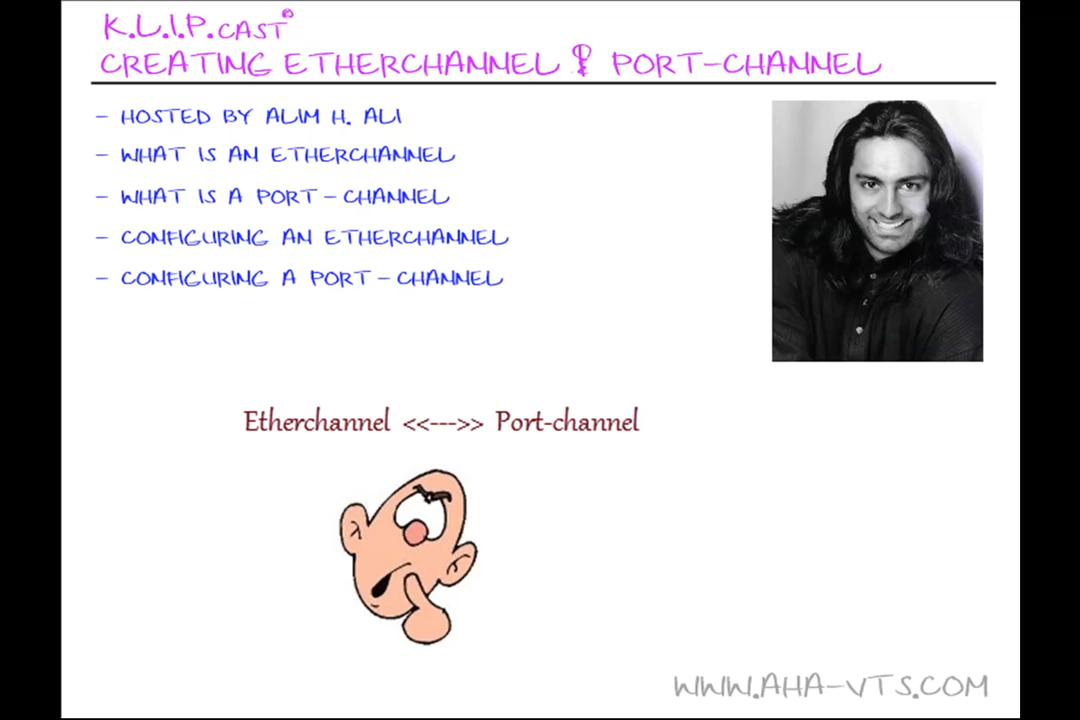 K.L.I.P.CAST
CREATING ETHERCHANNEL & PORT-CHANNEL
- HOSTED BY ALIM H. ALI
- WHAT IS AN ETHERCHANNEL
- WHAT IS A PORT-CHANNEL
- CONFIGURING AN ETHERCHANNEL
- CONFIGURING A PORT-CHANNEL
Etherchannel <<--->> Port-channel
WWW.AHA-VTS.COM